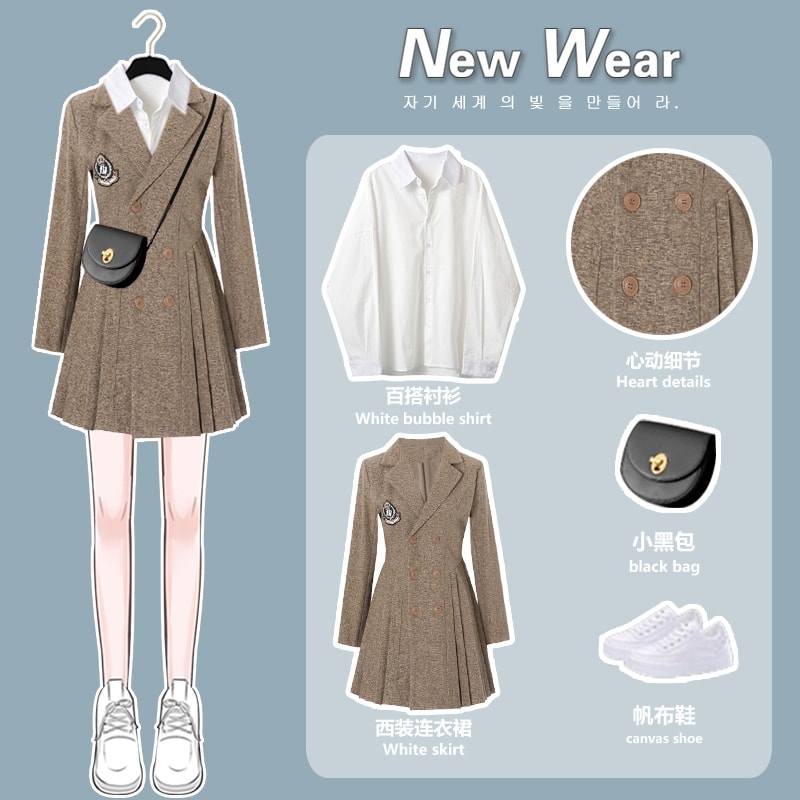 New Wear
자기 세계 의 빛 을 만들어 라.
百搭衬衫
White bubble shirt
心动细节
Heart details
小黑包
black bag
西装连衣裙
White skirt
帆布鞋
canvas shoe